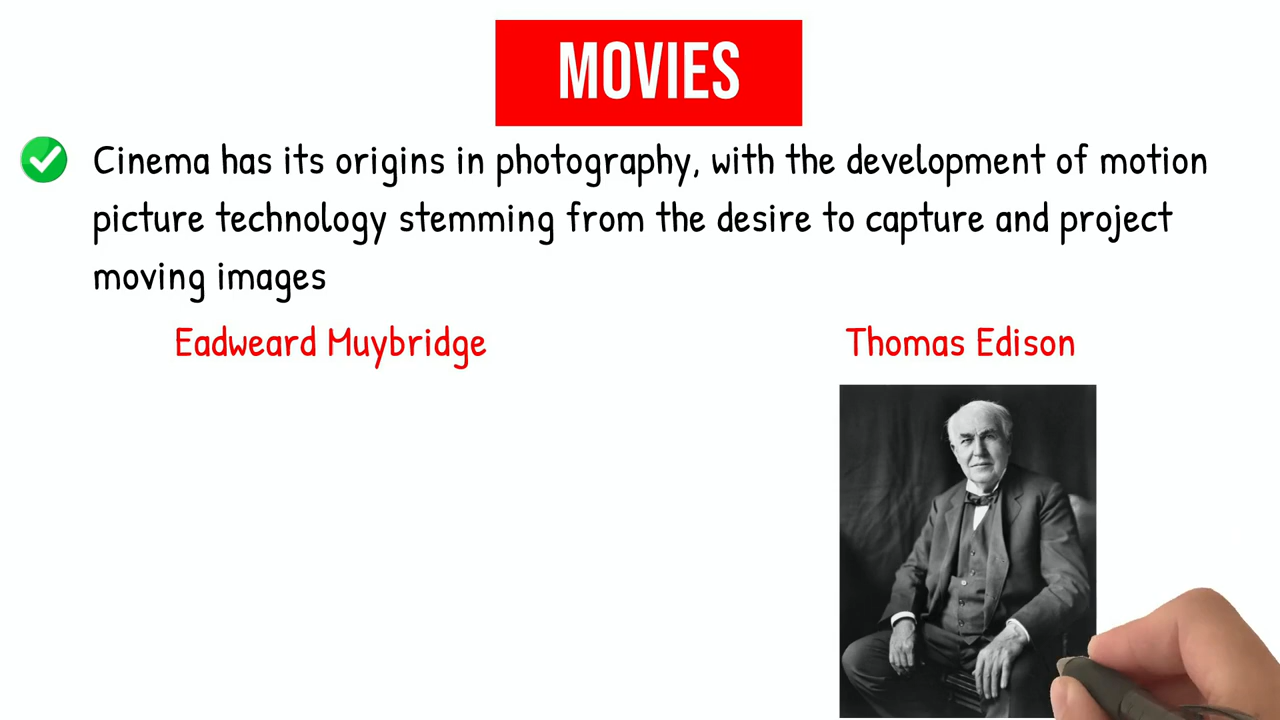 MOVIES
Cinema has its origins in photography, with the development of motion
picture technology stemming from the desire to capture and project
moving images
Eadweard Muybridge
Thomas Edison